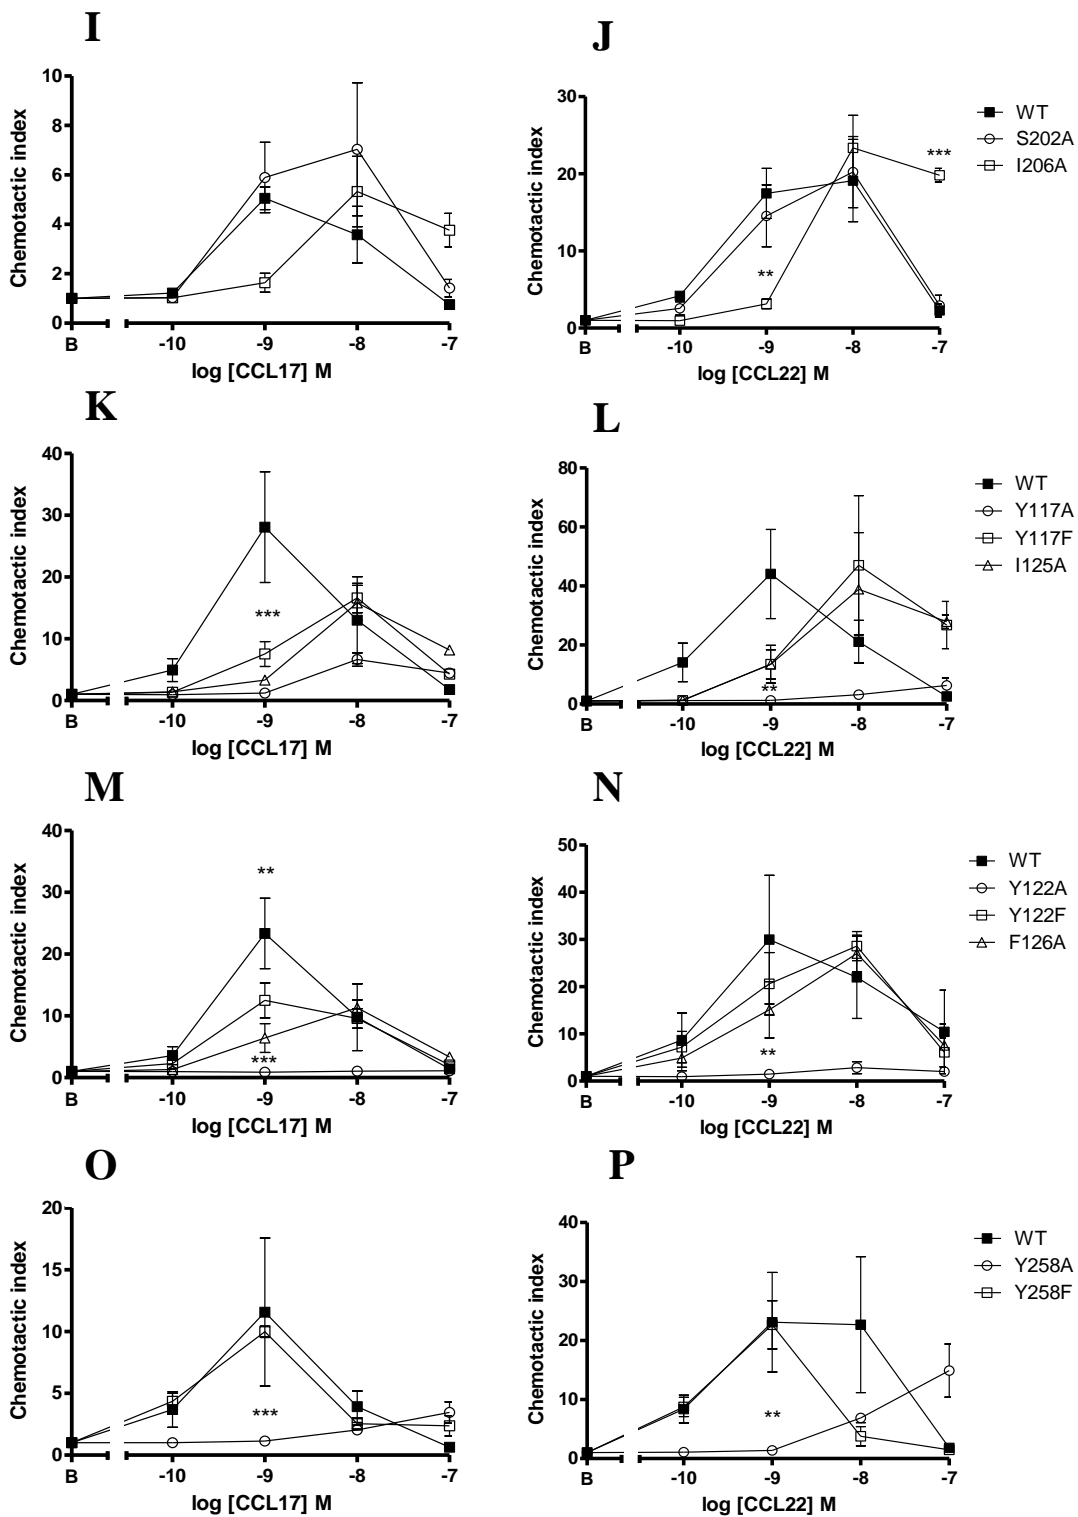 I
Chemotactic index
10
8
6
4
2
0
B
-10
-9
-8
-7
log [CCL17] M
J
Chemotactic index
30
20
10
0
**
***
B
-10
-9
-8
-7
log [CCL22] M
WT
S202A
I206A
K
Chemotactic index
40
30
20
10
0
***
B
-10
-9
-8
-7
log [CCL17] M
L
Chemotactic index
80
60
40
20
0
**
B
-10
-9
-8
-7
log [CCL22] M
WT
Y117A
Y117F
I125A
M
Chemotactic index
40
30
20
10
0
**
***
B
-10
-9
-8
-7
log [CCL17] M
N
Chemotactic index
50
40
30
20
10
0
**
B
-10
-9
-8
-7
log [CCL22] M
WT
Y122A
Y122F
F126A
O
Chemotactic index
20
15
10
5
0
***
B
-10
-9
-8
-7
log [CCL17] M
P
Chemotactic index
40
30
20
10
0
**
B
-10
-9
-8
-7
log [CCL22] M
WT
Y258A
Y258F